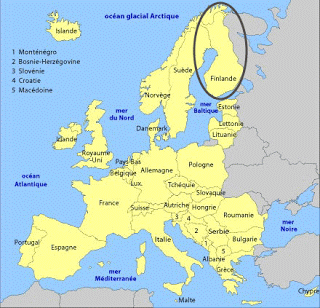 océan glacial Arctique
Islande
1 Monténégro
2 Bosnie-Herzégovine
3 Slovénie
4 Croatie
5 Macédoine
Suède
Finlande
Norvège
mer
du Nord
mer
Baltique
Estonie
Lettonie
Lituanie
Danemark
Irlande
Royaume
Uni
Pays Bas
Belgique
Lux.
Allemagne
Pologne
océan
Atlantique
Tchéquie
Slovaquie
France
Suisse
Autriche
Hongrie
Roumanie
3
4
2
Serbie
1
5
Bulgarie
mer
Noire
Portugal
Espagne
Italie
Albanie
Grèce
mer
Méditerranée
Malte
Chypre